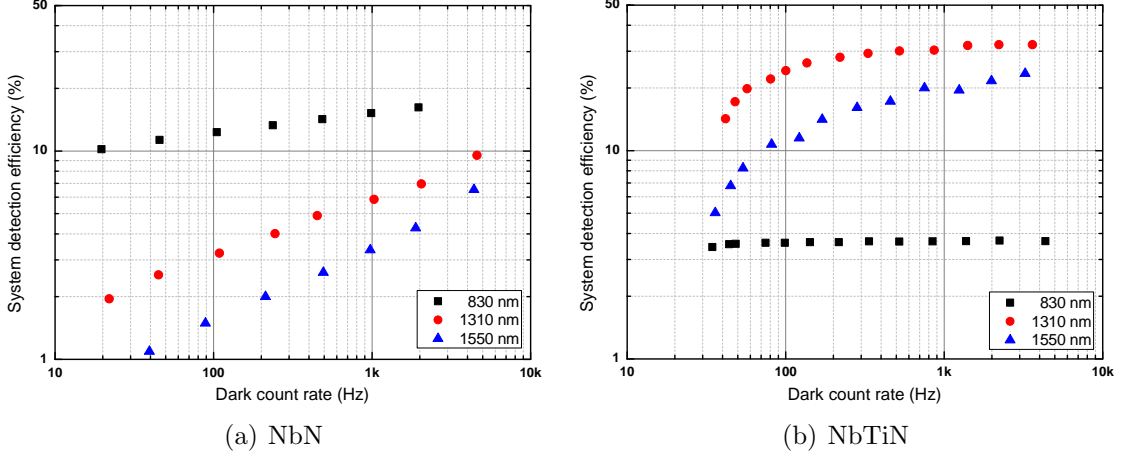 50
10
1
System detection efficiency (%)
10
100
1k
10k
Dark count rate (Hz)
830 nm
1310 nm
1550 nm
(a) NbN
50
10
1
System detection efficiency (%)
10
100
1k
10k
Dark count rate (Hz)
830 nm
1310 nm
1550 nm
(b) NbTiN